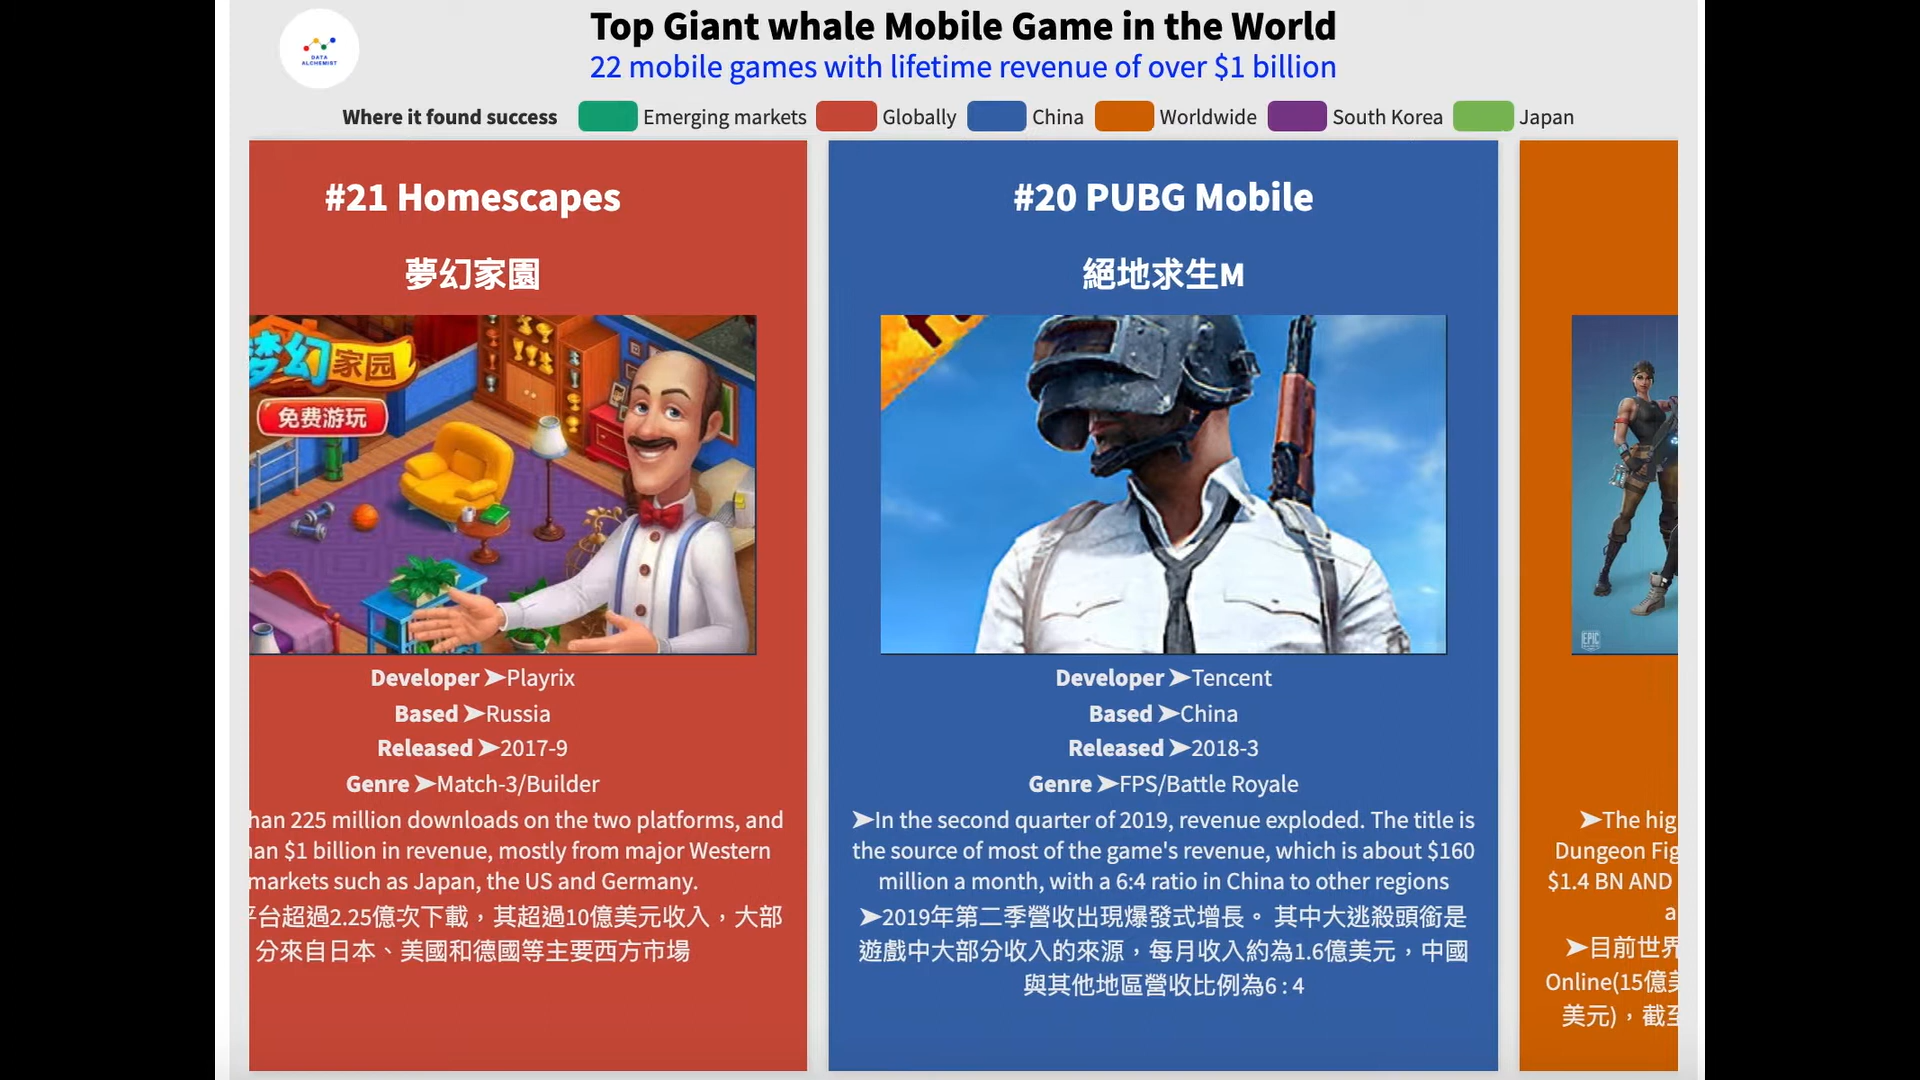 DATA
ALCHEMIST
Top Giant whale Mobile Game in the World
22 mobile games with lifetime revenue of over $1 billion
Where it found success Emerging markets Globally China Worldwide South Korea Japan
#21 Homescapes
夢幻家園
梦幻家园
免费游玩
Developer ➤Playrix
Based ➤Russia
Released ➤2017-9
Genre ➤Match-3/Builder
han 225 million downloads on the two platforms, and
an $1 billion in revenue, mostly from major Western
markets such as Japan, the US and Germany.
平台超過2.25億次下載，其超過10億美元收入，大部
分來自日本、美國和德國等主要西方市場
#20 PUBG Mobile
絕地求生M
Developer ➤Tencent
Based ➤China
Released ➤2018-3
Genre ➤FPS/Battle Royale
➤In the second quarter of 2019, revenue exploded. The title is
the source of most of the game's revenue, which is about $160
million a month, with a 6:4 ratio in China to other regions
➤2019年第二季營收出現爆發式增長。 其中大逃殺頭銜是
遊戲中大部分收入的來源，每月收入約為1.6億美元，中國
與其他地區營收比例為6 : 4
EPIC
➤The hig
Dungeon Fig
$1.4 BN AND
a
➤目前世界
Online(15億美
美元)，截至